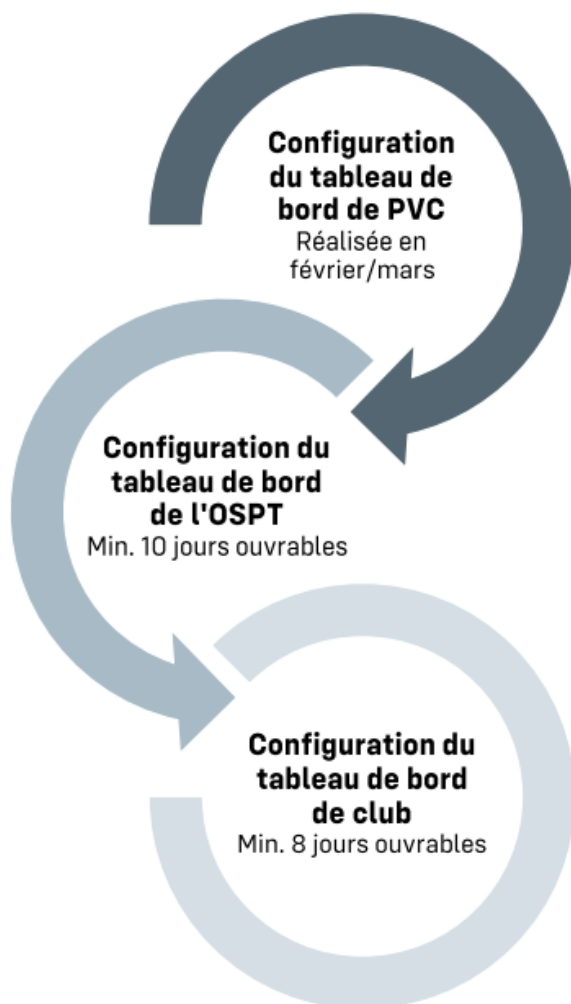 Configuration
du tableau de
bord de PVC
Réalisée en
février/mars
Configuration du
tableau de bord
de l'OSPT
Min. 10 jours ouvrables
Configuration du
tableau de bord
de club
Min. 8 jours ouvrables